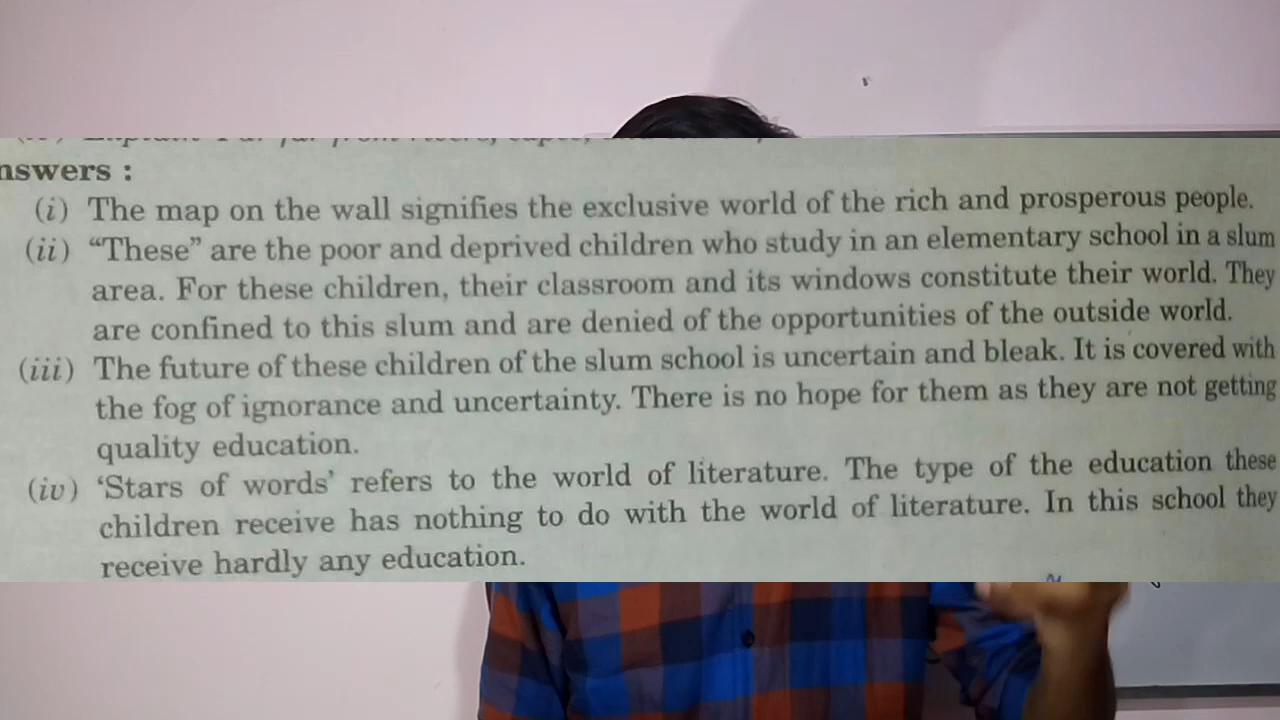 nswers :
(i) The map on the wall signifies the exclusive world of the rich and prosperous people.
(ii) “These” are the poor and deprived children who study in an elementary school in a slum
area. For these children, their classroom and its windows constitute their world. They
are confined to this slum and are denied of the opportunities of the outside world.
(iii) The future of these children of the slum school is uncertain and bleak. It is covered with
the fog of ignorance and uncertainty. There is no hope for them as they are not getting
quality education.
(iv) ‘Stars of words’ refers to the world of literature. The type of the education these
children receive has nothing to do with the world of literature. In this school they
receive hardly any education.